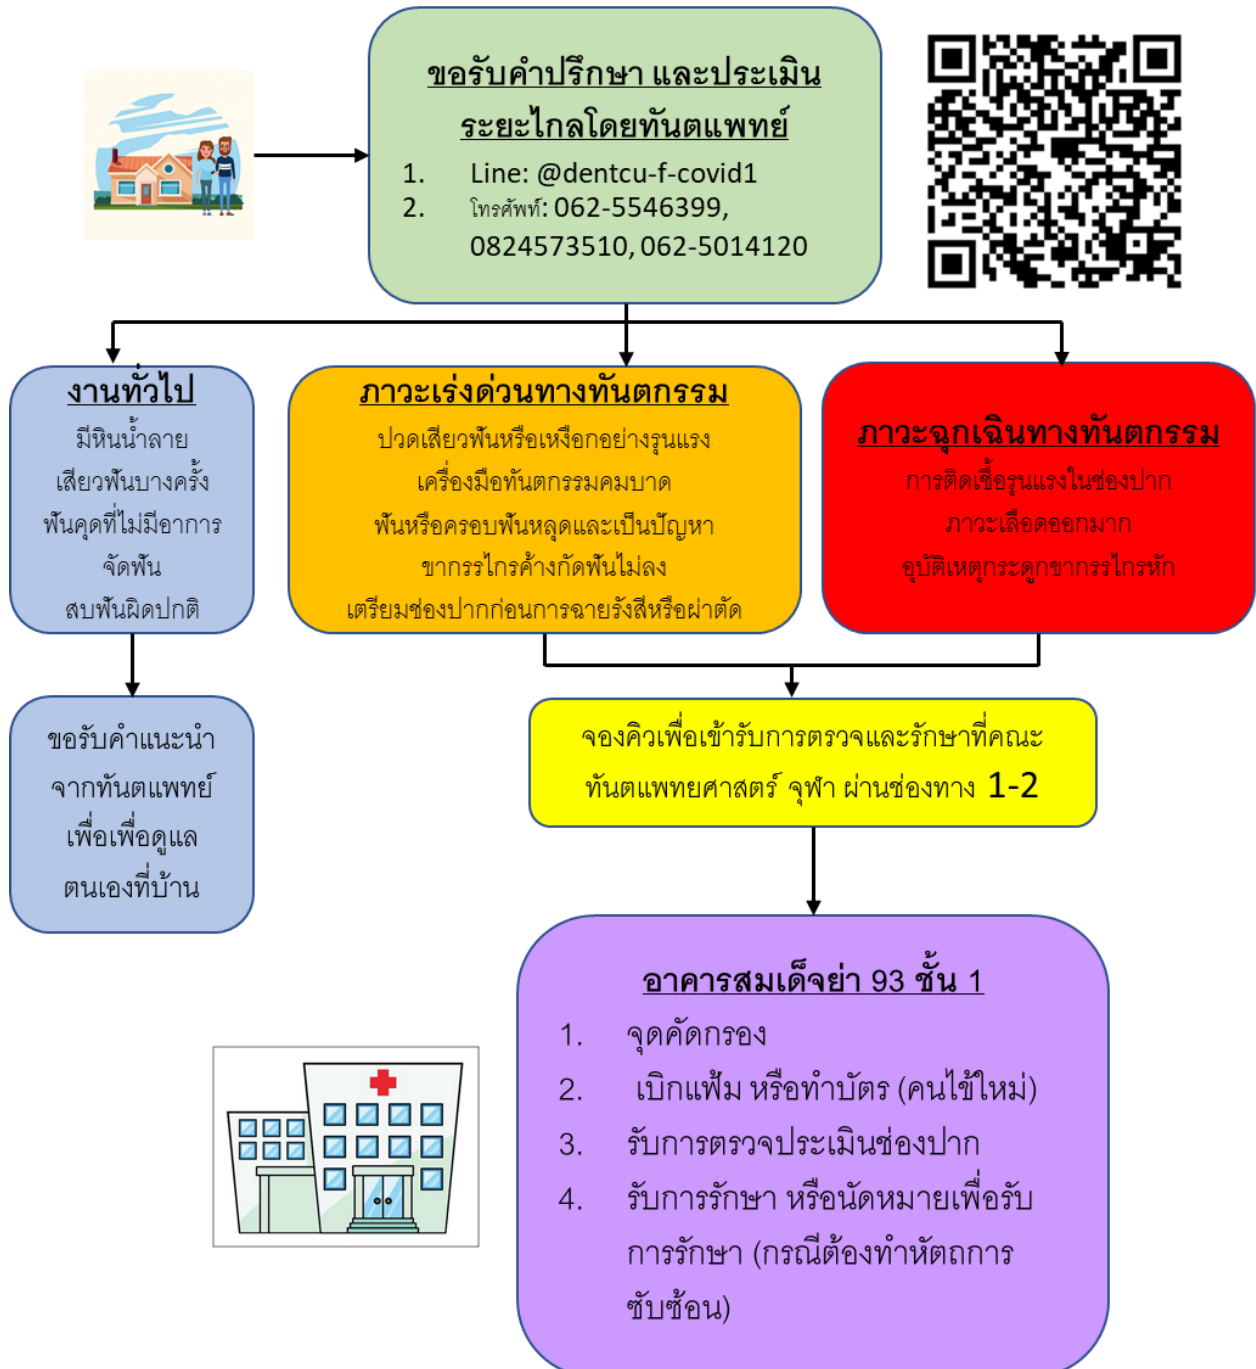 ขอรับคำปรึกษา และประเมิน
ระยะไกลโดยทันตแพทย์
1. Line: @dentcu-f-covid1
2. โทรศัพท์: 062-5546399,
0824573510, 062-5014120
งานทั่วไป
มีหินน้ำลาย
เสียวฟันบางครั้ง
ฟันคุดที่ไม่มีอาการ
จัดฟัน
สบฟันผิดปกติ
ภาวะเร่งด่วนทางทันตกรรม
ปวดเสียวฟันหรือเหงือกอย่างรุนแรง
เครื่องมือทันตกรรมคมบาด
ฟันหรือครอบฟันหลุดและเป็นปัญหา
ขากรรไกรค้างกัดฟันไม่ลง
เตรียมช่องปากก่อนการฉายรังสีหรือผ่าตัด
ภาวะฉุกเฉินทางทันตกรรม
การติดเชื้อรุนแรงในช่องปาก
ภาวะเลือดออกมาก
อุบัติเหตุกระดูกขากรรไกรหัก
ขอรับคำแนะนำ
จากทันตแพทย์
เพื่อเพื่อดูแล
ตนเองที่บ้าน
จองคิวเพื่อเข้ารับการตรวจและรักษาที่คณะ
ทันตแพทยศาสตร์ จุฬา ผ่านช่องทาง 1-2
อาคารสมเด็จย่า 93 ชั้น 1
1. จุดคัดกรอง
2. เบิกแฟ้ม หรือทำบัตร (คนไข้ใหม่)
3. รับการตรวจประเมินช่องปาก
4. รับการรักษา หรือนัดหมายเพื่อรับ
การรักษา (กรณีต้องทำหัตถการ
ซับซ้อน)